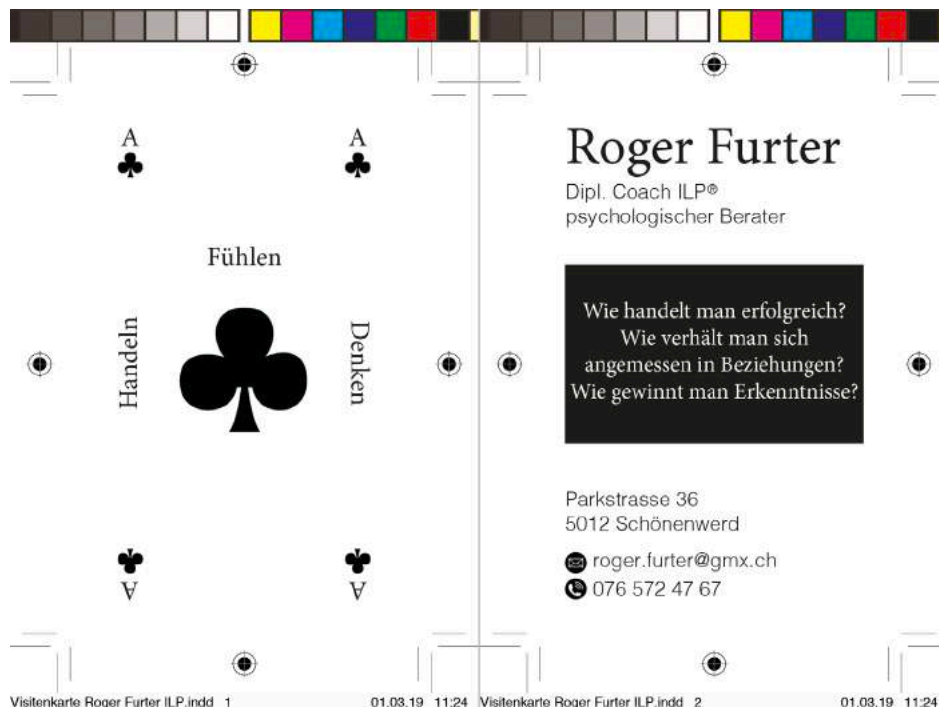 A
A
Fühlen
Handeln
Denken
A
A
Visitenkarte Roger Furter ILP.indd 1
01.03.19 11:24
Roger Furter
Dipl. Coach ILP®
psychologischer Berater
Wie handelt man erfolgreich?
Wie verhält man sich
angemessen in Beziehungen?
Wie gewinnt man Erkenntnisse?
Parkstrasse 36
5012 Schönenwerd
roger.furter@gmx.ch
076 572 47 67
Visitenkarte Roger Furter ILP.indd 2
01.03.19 11:24